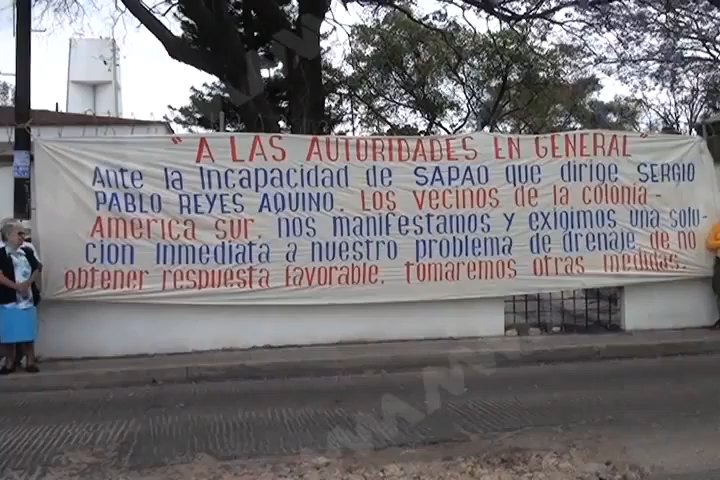 "A LAS AUTORIDADES EN GENERAL"
Ante la Incapacidad de SAPAO que dirige SERGIO
PABLO REYES AQUINO. LOS vecinos de la colonia-
America sur. nos manifestamos y exigimos una solu-
cion inmediata a nuestro problema de drenaje. de no
obtener respuesta favorable. tomaremos otras medidas.